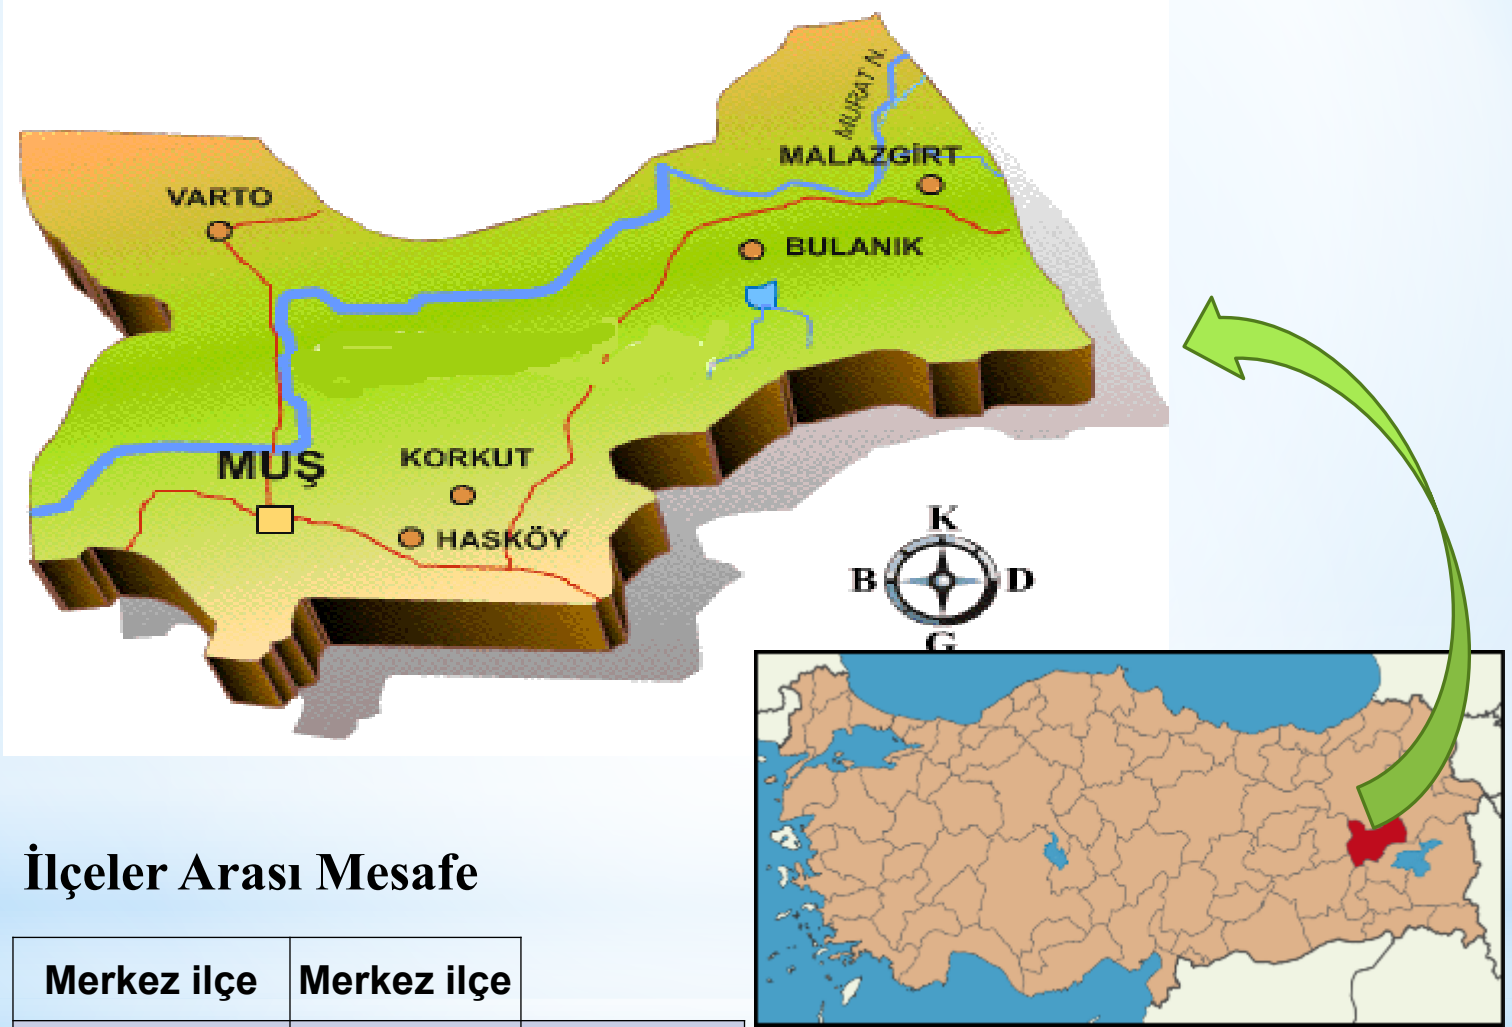 MURAT N.
MALAZGİRT
VARTO
BULANIK
MUŞ
KORKUT
HASKÖY
K
B D
G
İlçeler Arası Mesafe
Merkez ilçe Merkez ilçe